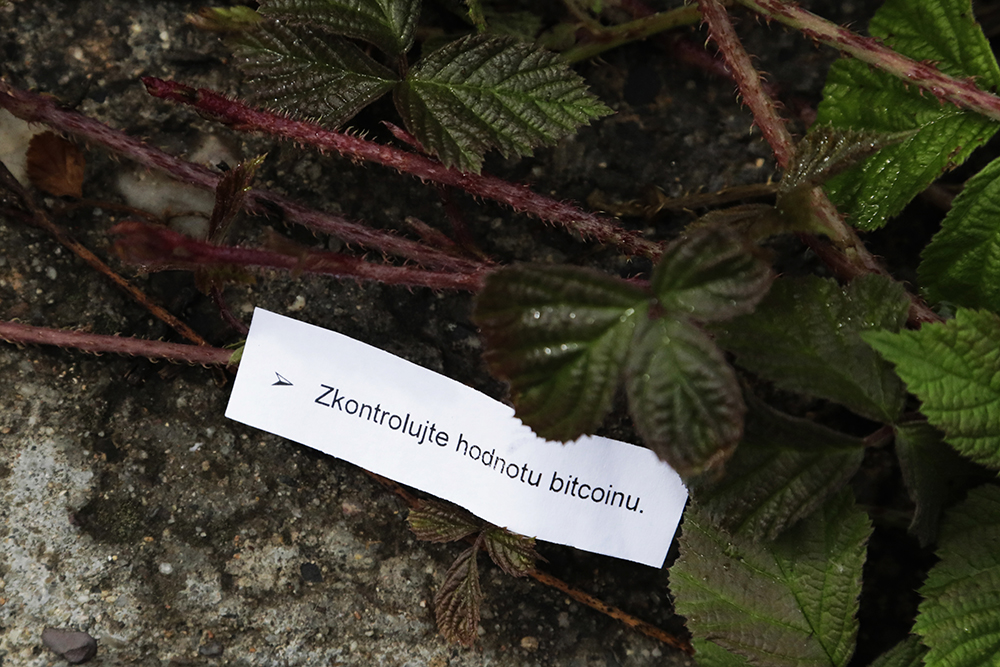 ➢ Zkontrolujte hodnotu bitcoinu.